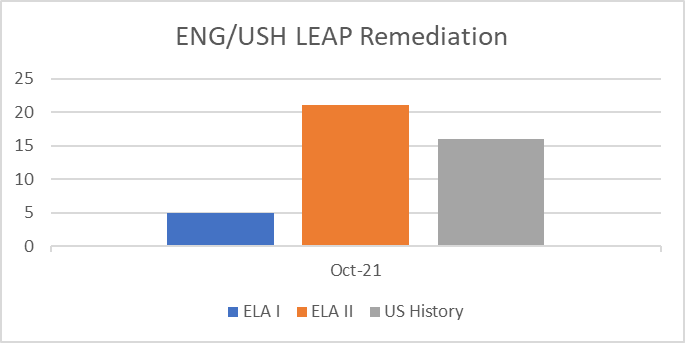 ENG/USH LEAP Remediation
25
20
15
10
5
0
Oct-21
ELA I ELA II US History